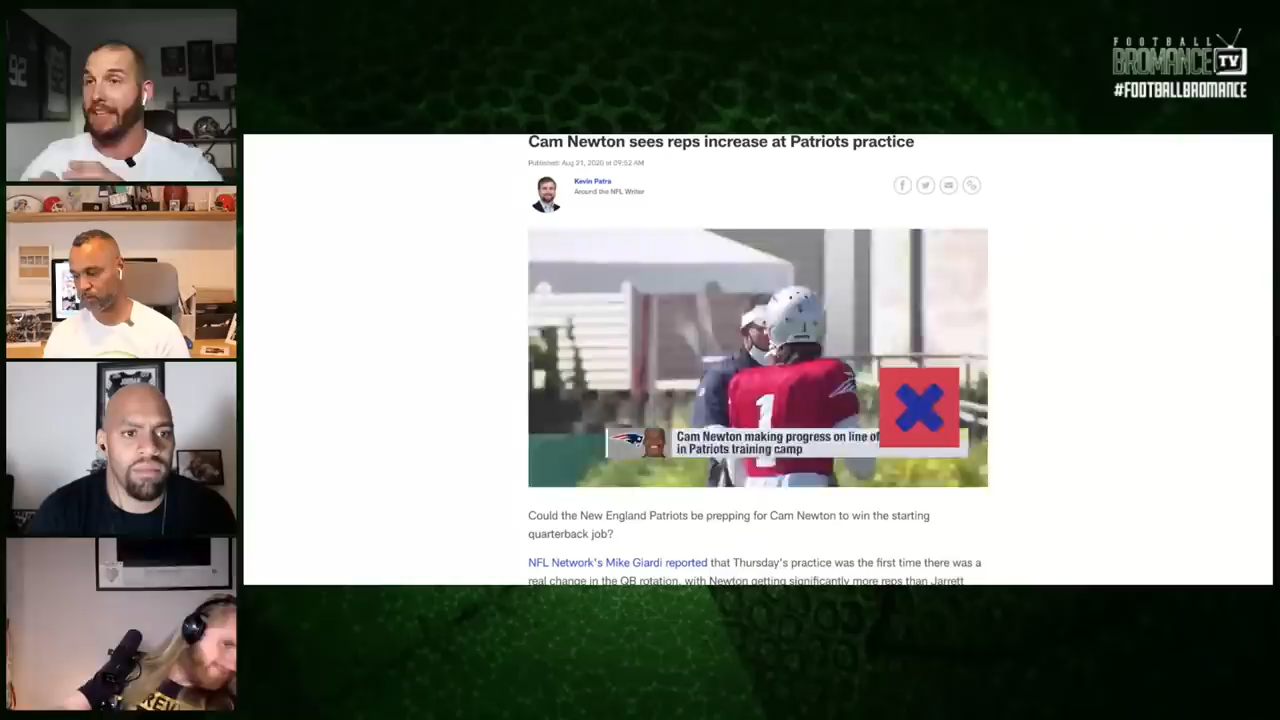 FOOTBALL
BROMANCE TV
#FOOTBALLBROMANCE
92
Cam Newton sees reps increase at Patriots practice
Published: Aug 21, 2020 at 09:52 AM
Kevin Patra
Around the NFL Writer
1
1
Cam Newton making progress on line of
in Patriots training camp
Could the New England Patriots be prepping for Cam Newton to win the starting
quarterback job?
NFL Network's Mike Giardi reported that Thursday's practice was the first time there was a
real change in the QB rotation, with Newton getting significantly more reps than Jarrett